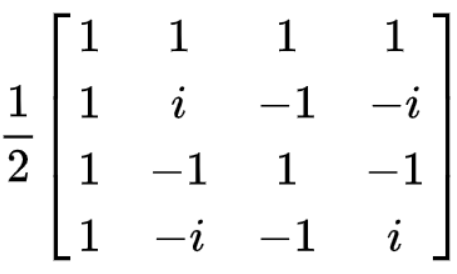 1/2 [ 1 1 1 1
1 i −1 −i
1 −1 1 −1
1 −i −1 i ]